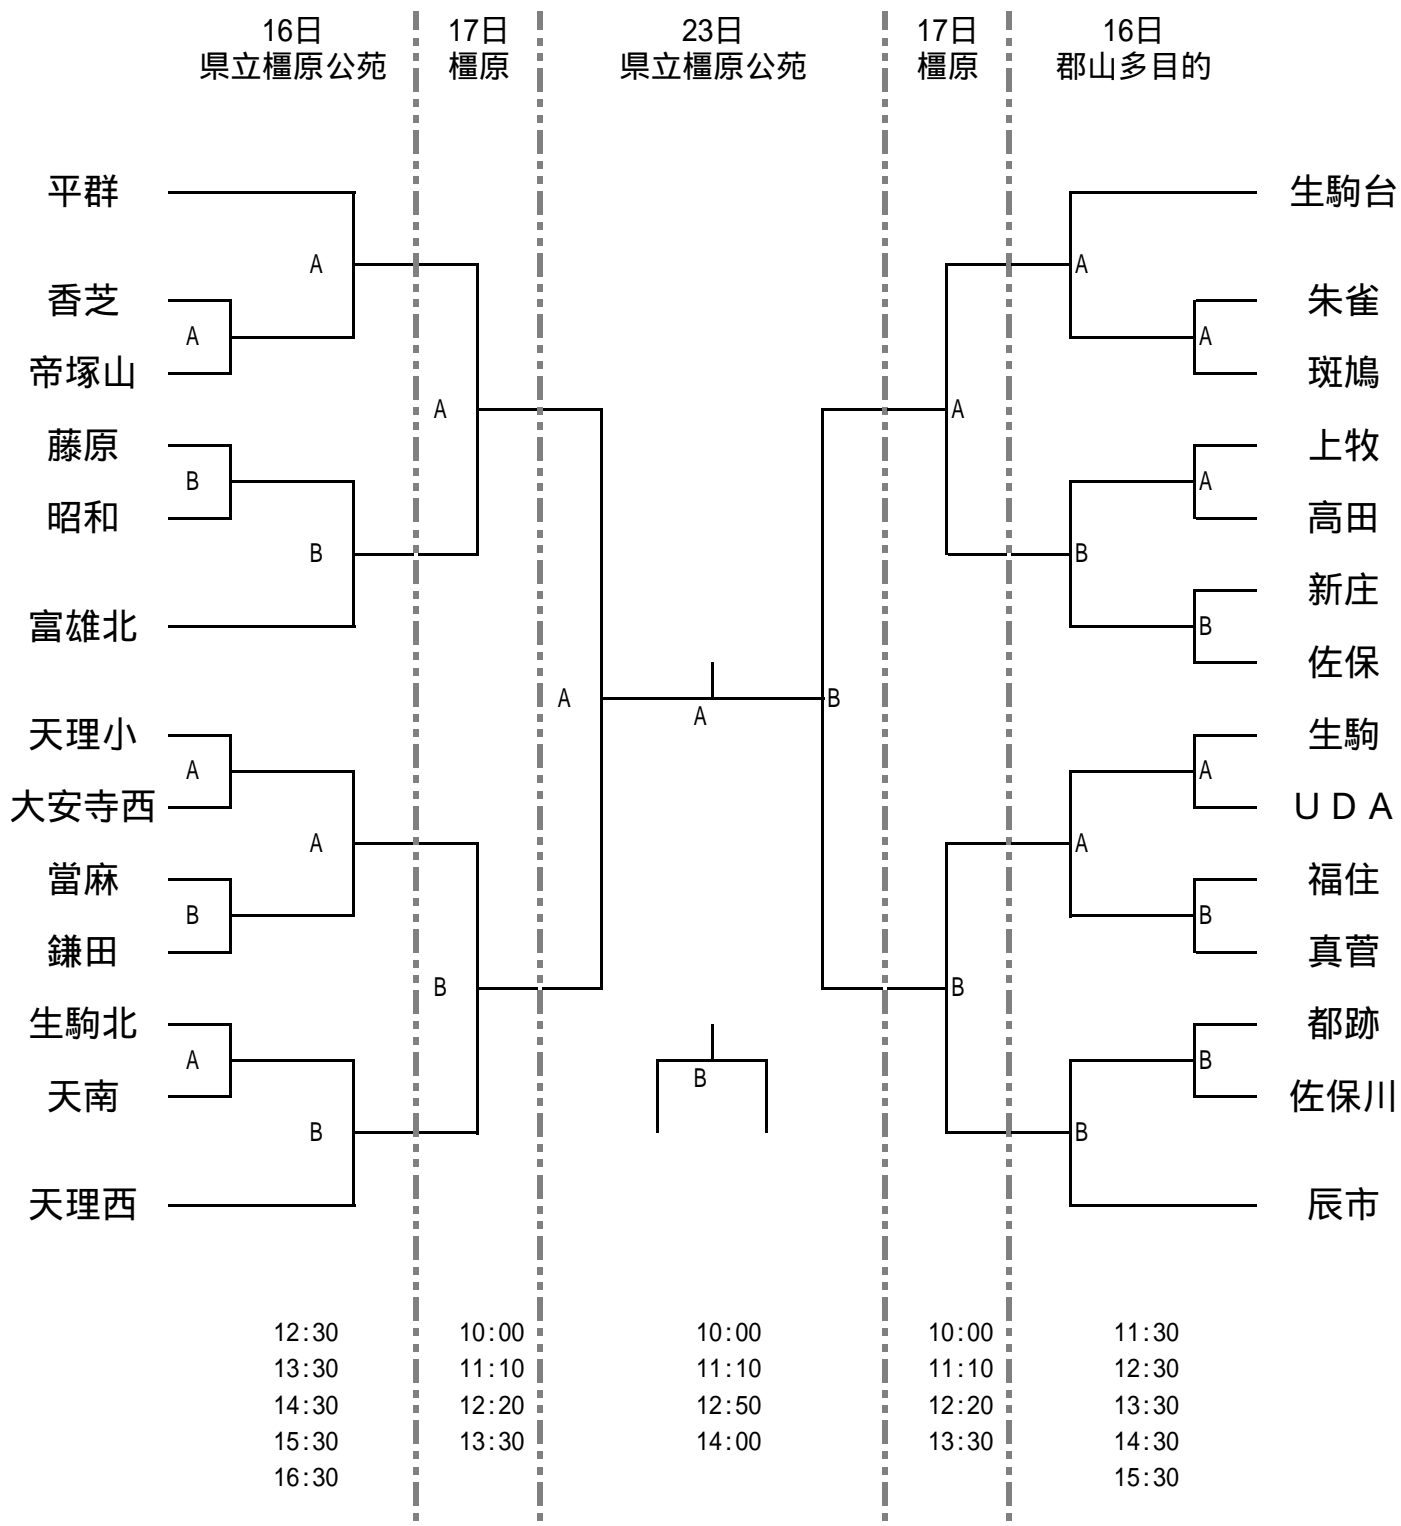 16日
県立橿原公苑
17日
橿原
23日
県立橿原公苑
17日
橿原
16日
郡山多目的
平群
香芝
帝塚山
藤原
昭和
富雄北
天理小
大安寺西
當麻
鎌田
生駒北
天南
天理西
A
A
B
B
A
A
B
A
B
A
B
A
A
B
B
A
B
A
B
A
A
A
B
B
A
A
B
B
B
生駒台
朱雀
斑鳩
上牧
高田
新庄
佐保
生駒
UDA
福住
真菅
都跡
佐保川
辰市
12:30
13:30
14:30
15:30
16:30
10:00
11:10
12:20
13:30
10:00
11:10
12:50
14:00
10:00
11:10
12:20
13:30
11:30
12:30
13:30
14:30
15:30